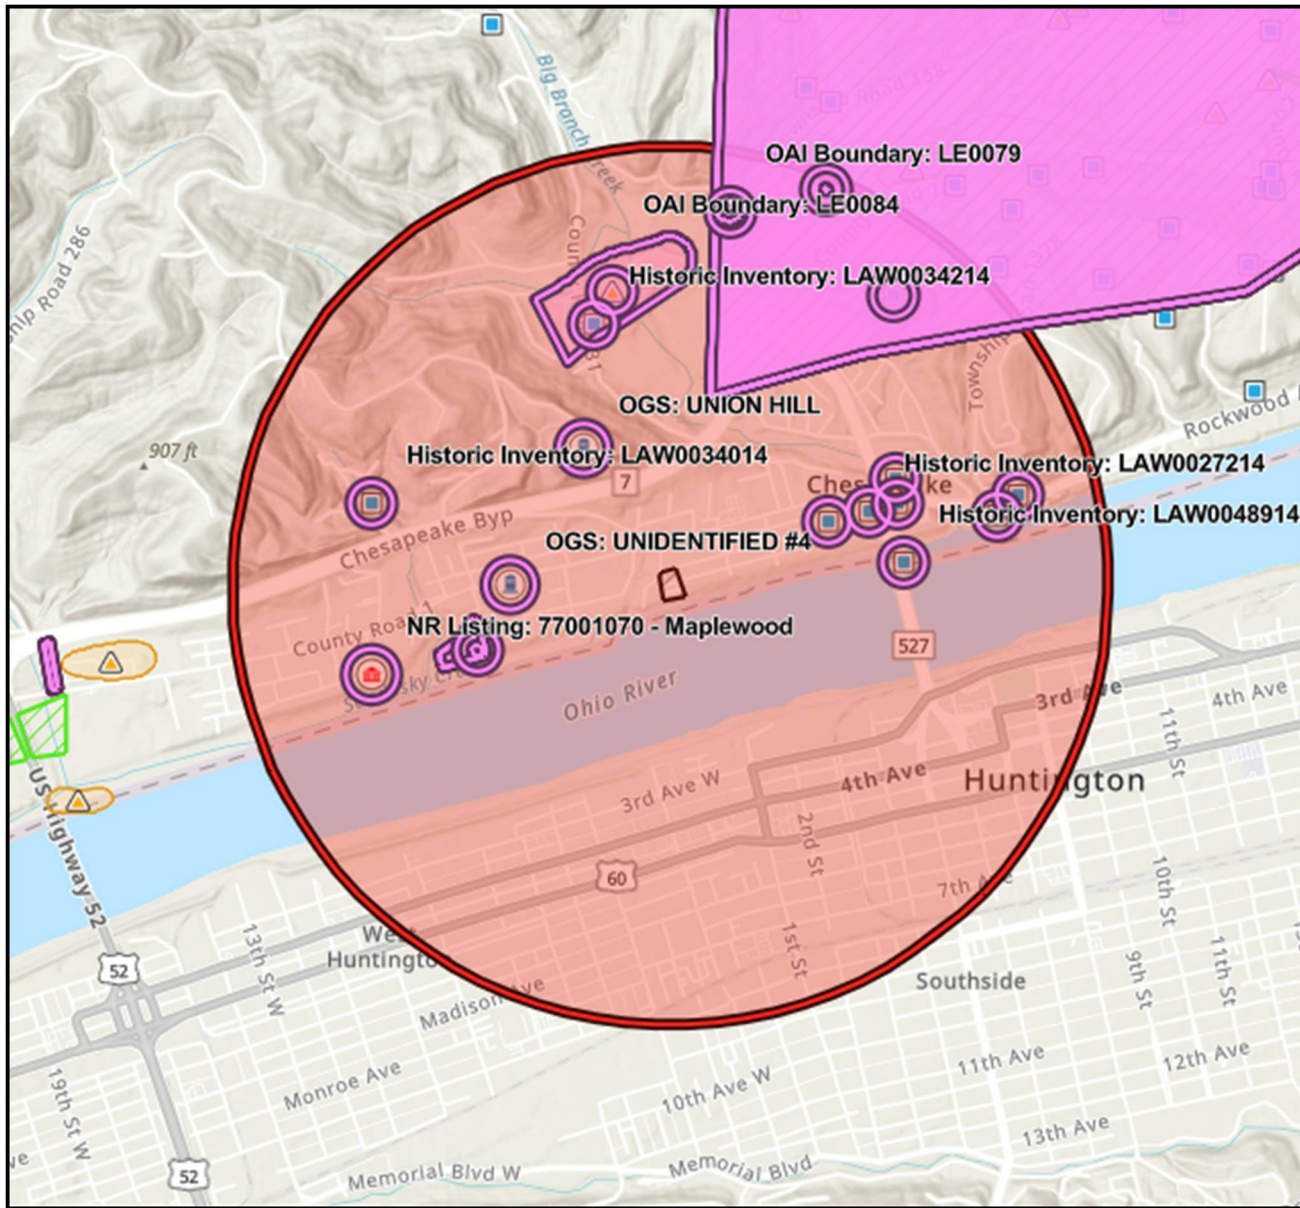 Big Branch Creek
OAI Boundary: LE0079
OAI Boundary: LE0084
Historic Inventory: LAW0034214
OGS: UNION HILL
Historic Inventory: LAW0034014
Historic Inventory: LAW0027214
Historic Inventory: LAW0048914
OGS: UNIDENTIFIED #4
NR Listing: 77001070 - Maplewood
Road 286
907 ft
7
Chesapeake Byp
Township
Rockwood A
County Road 1
Ohio River
527
3rd Ave
4th Ave
11th St
Huntington
3rd Ave W
4th Ave
2nd St
60
7th Ave
US Highway 52
52
West
Huntington
13th St W
1st St
10th St
9th St
11th St
Southside
Madison Ave
Monroe Ave
19th St W
10th Ave W
11th Ave
12th Ave
13th Ave
52
Memorial Blvd W
Memorial Blvd